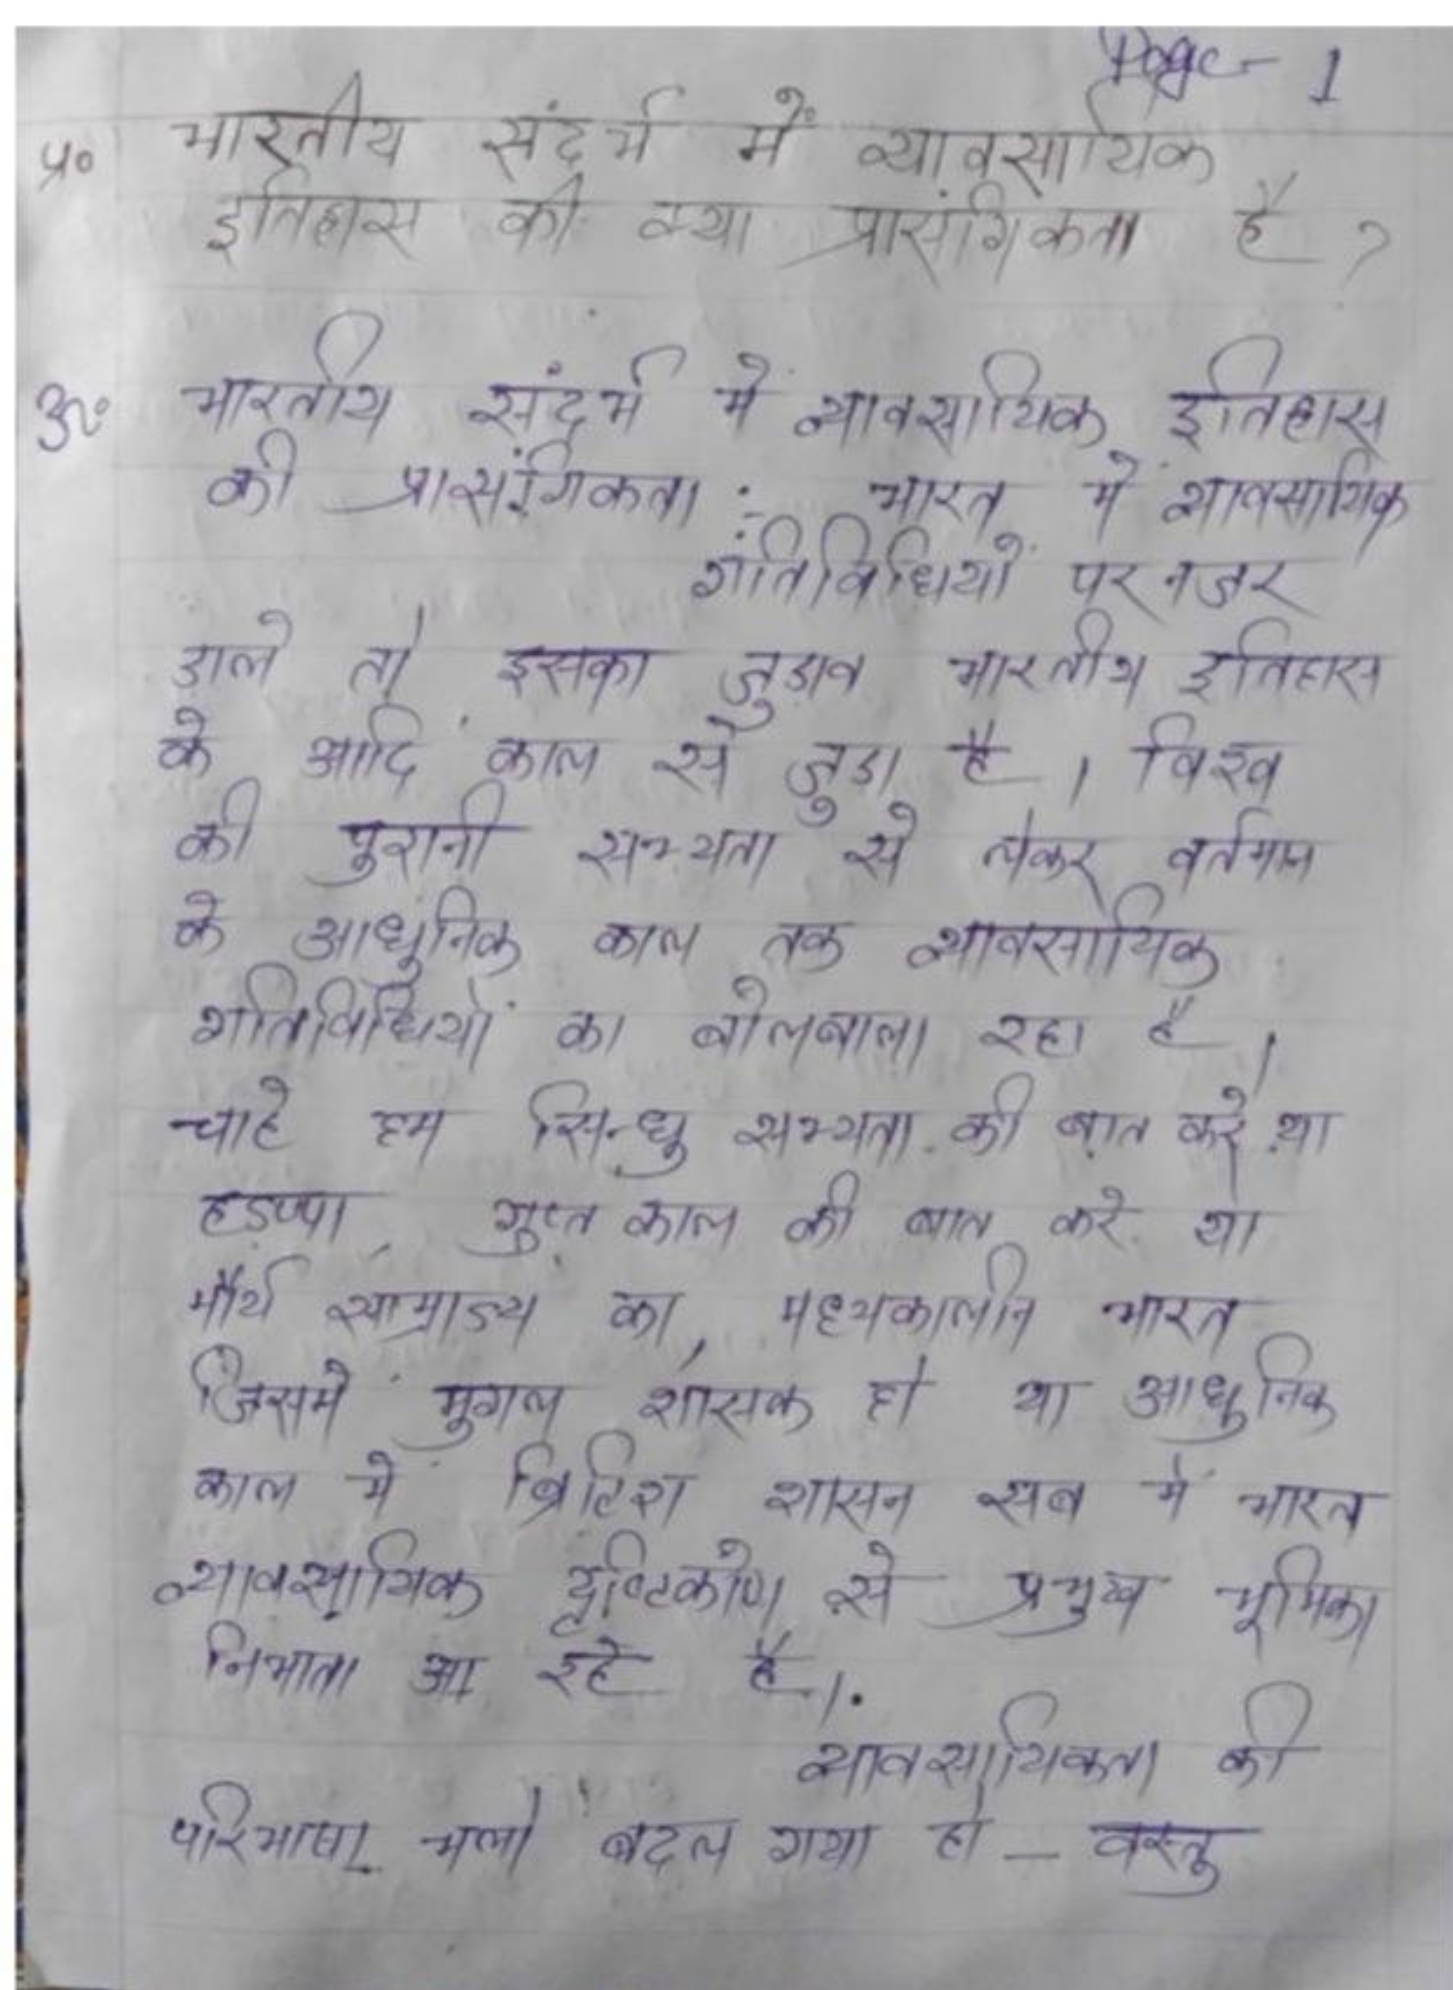 Page - 1
प्र० भारतीय संदर्भ में व्यावसायिक
इतिहास की क्या प्रासंगिकता है ?
उ० भारतीय संदर्भ में व्यावसायिक इतिहास
की प्रासंगिकता :- भारत में व्यावसायिक
गतिविधियों पर नजर
डाले तो इसका जुडाव भारतीय इतिहास
के आदि काल से जुडा है । विश्व
की पुरानी सभ्यता से लेकर वर्तमान
के आधुनिक काल तक व्यावसायिक
गतिविधियों का बोलबाला रहा है ।
चाहे हम सिन्धु सभ्यता की बात करे या
हडप्पा, गुप्त काल की बात करे या
मौर्य साम्राज्य का, मध्यकालीन भारत
जिसमें मुगल शासक हो या आधुनिक
काल में ब्रिटिश शासन सब में भारत
व्यावसायिक दृष्टिकोण से प्रमुख भूमिका
निभाता आ रहे है ।
व्यावसायिकता की
परिभाषा भले बदल गया हो - वस्तु